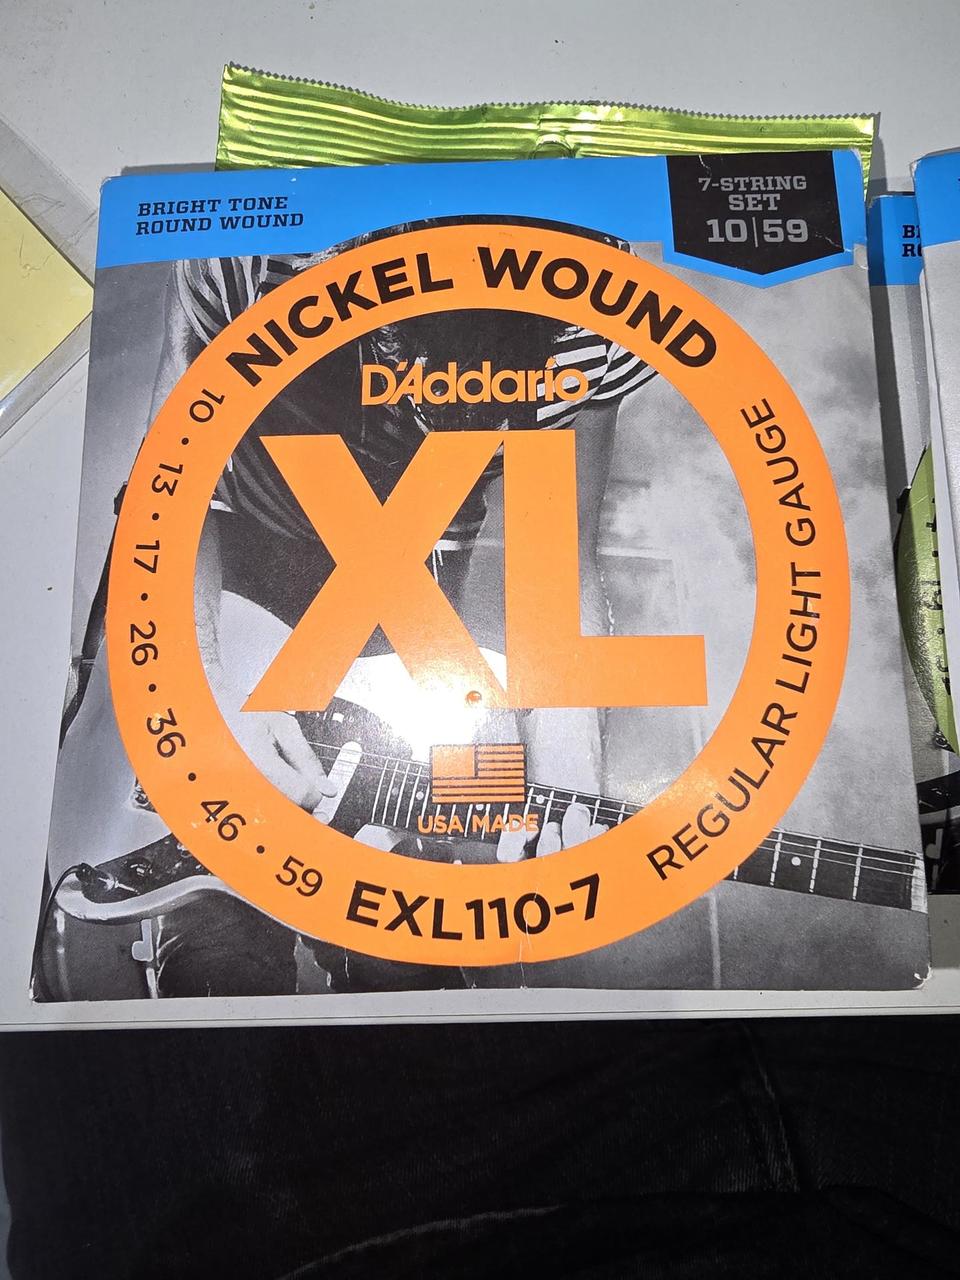 BRIGHT TONE
ROUND WOUND
7-STRING
SET
10|59
NICKEL WOUND
D'Addario
XL
10 • 13 • 17 • 26 • 36 • 46 • 59
REGULAR LIGHT GAUGE
USA MADE
EXL110-7